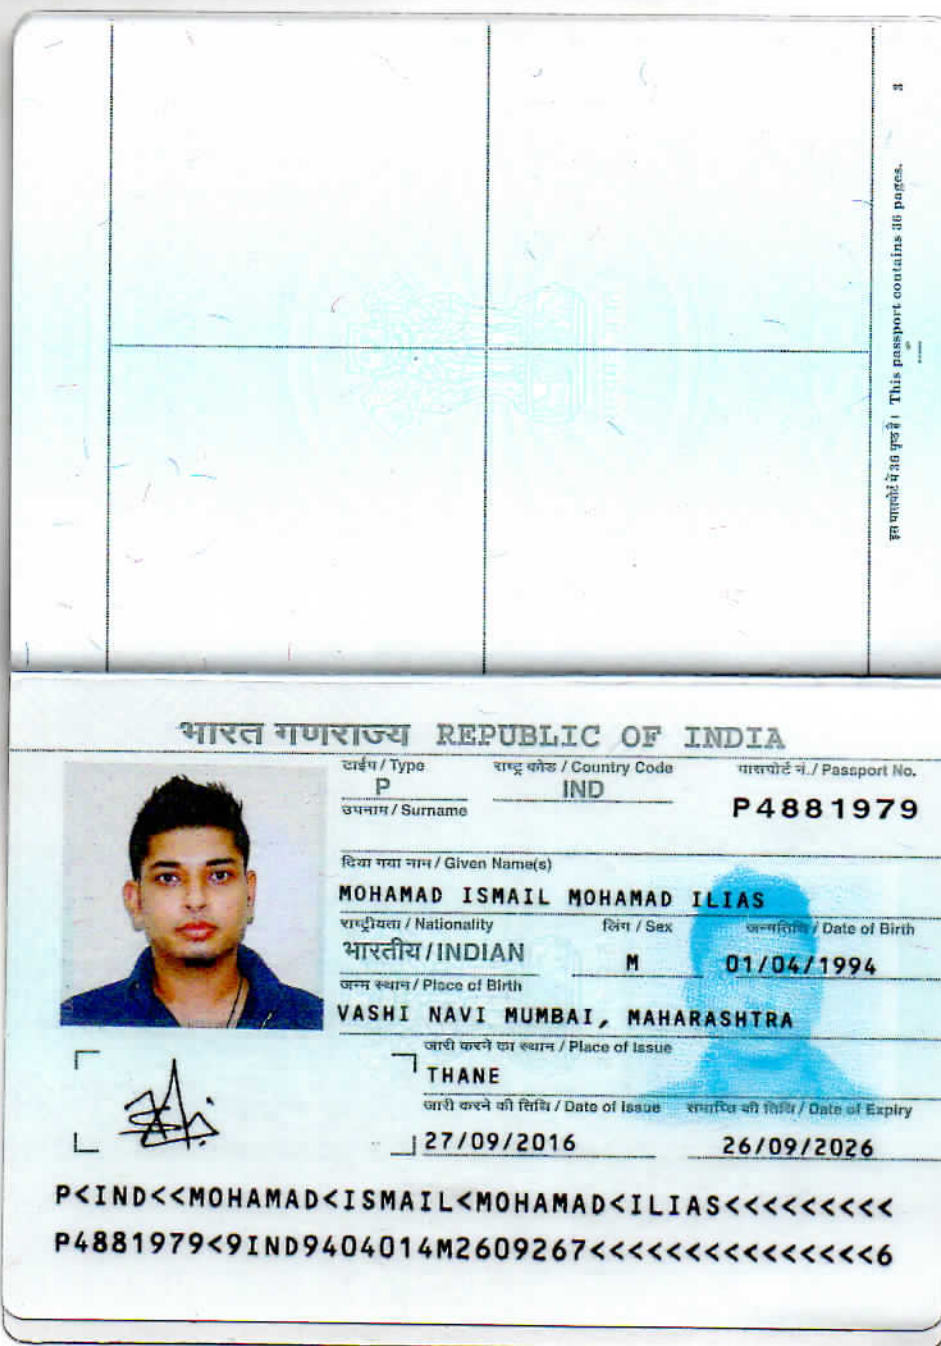 इस पासपोर्ट में 36 पृष्ठ है। This passport contains 36 pages.
3
भारत गणराज्य REPUBLIC OF INDIA
टाईप / Type
राष्ट्र कोड / Country Code
पासपोर्ट नं. / Passport No.
P
IND
P4881979
उपनाम / Surname
दिया गया नाम / Given Name(s)
MOHAMAD ISMAIL MOHAMAD ILIAS
राष्ट्रीयता / Nationality
लिंग / Sex
जन्मतिथि / Date of Birth
भारतीय / INDIAN
M
01/04/1994
जन्म स्थान / Place of Birth
VASHI NAVI MUMBAI, MAHARASHTRA
जारी करने का स्थान / Place of Issue
THANE
जारी करने की तिथि / Date of Issue
समाप्ति की तिथि / Date of Expiry
27/09/2016
26/09/2026
P<IND<<MOHAMAD<ISMAIL<MOHAMAD<ILIAS<<<<<<<<<
P4881979<9IND9404014M2609267<<<<<<<<<<<<<<<6